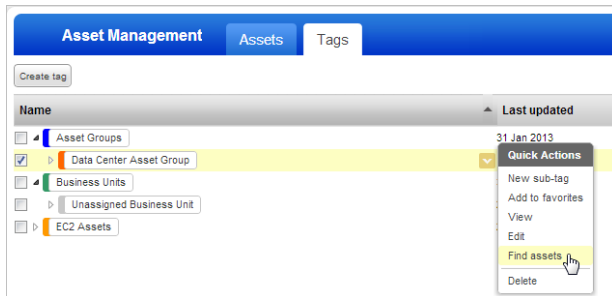 Asset Management Assets Tags
Create tag
Name Last updated
Asset Groups 31 Jan 2013
Data Center Asset Group
Business Units
Unassigned Business Unit
EC2 Assets
Quick Actions
New sub-tag
Add to favorites
View
Edit
Find assets
Delete